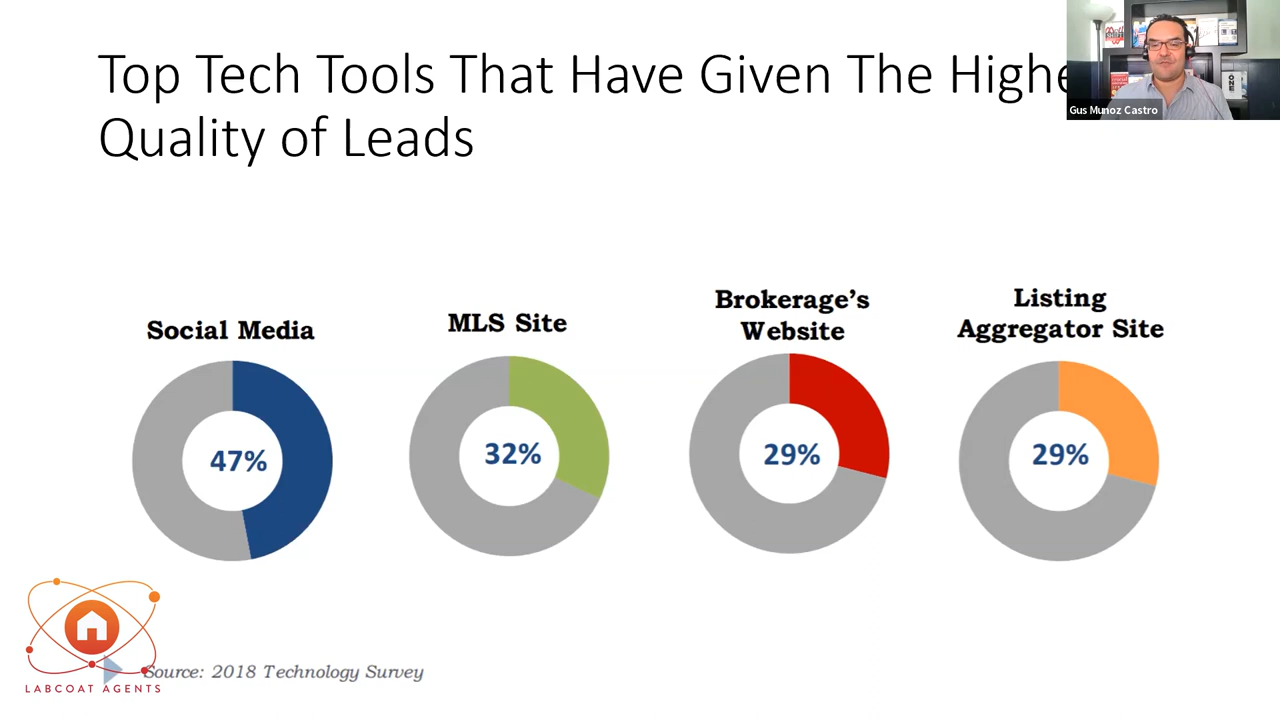 Top Tech Tools That Have Given The Highe
Quality of Leads
Gus Munoz Castro
Social Media
MLS Site
Brokerage's
Website
Listing
Aggregator Site
47%
32%
29%
29%
Source: 2018 Technology Survey
LABCOAT AGENTS